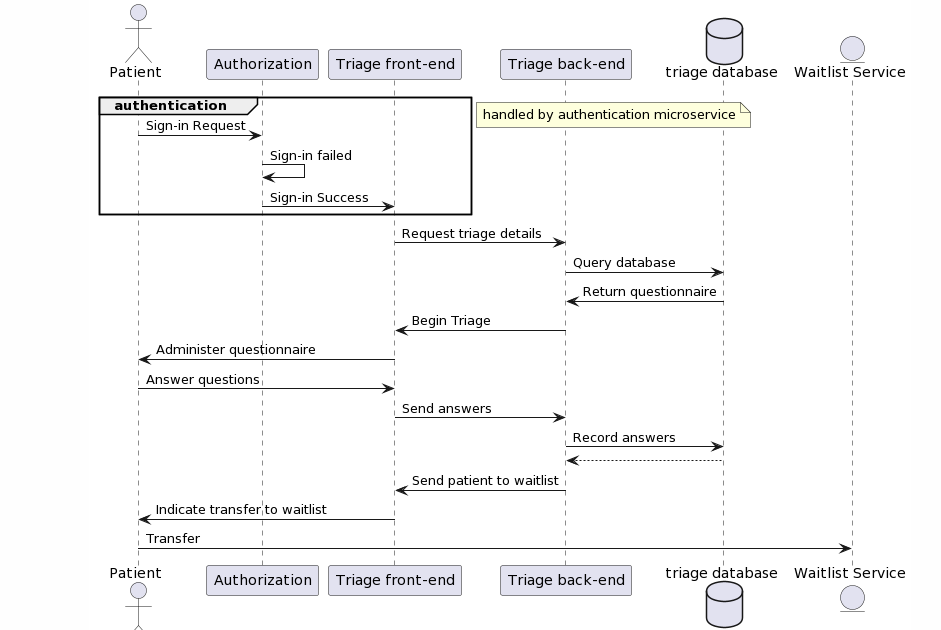 Patient
Authorization
Triage front-end
Triage back-end
triage database
Waitlist Service
authentication
handled by authentication microservice
Sign-in Request
Sign-in failed
Sign-in Success
Request triage details
Query database
Return questionnaire
Begin Triage
Administer questionnaire
Answer questions
Send answers
Record answers
Send patient to waitlist
Indicate transfer to waitlist
Transfer
Patient
Authorization
Triage front-end
Triage back-end
triage database
Waitlist Service